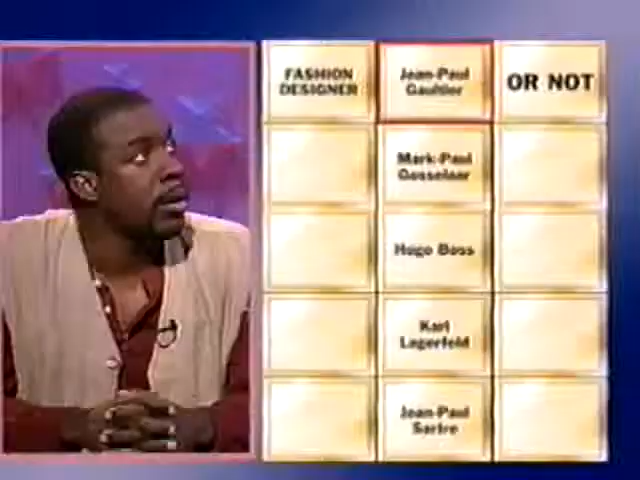 FASHION
DESIGNER
Jean-Paul
Gaultier
OR NOT
Mark-Paul
Gosselaar
Hugo Boss
Karl
Lagerfeld
Jean-Paul
Sartre